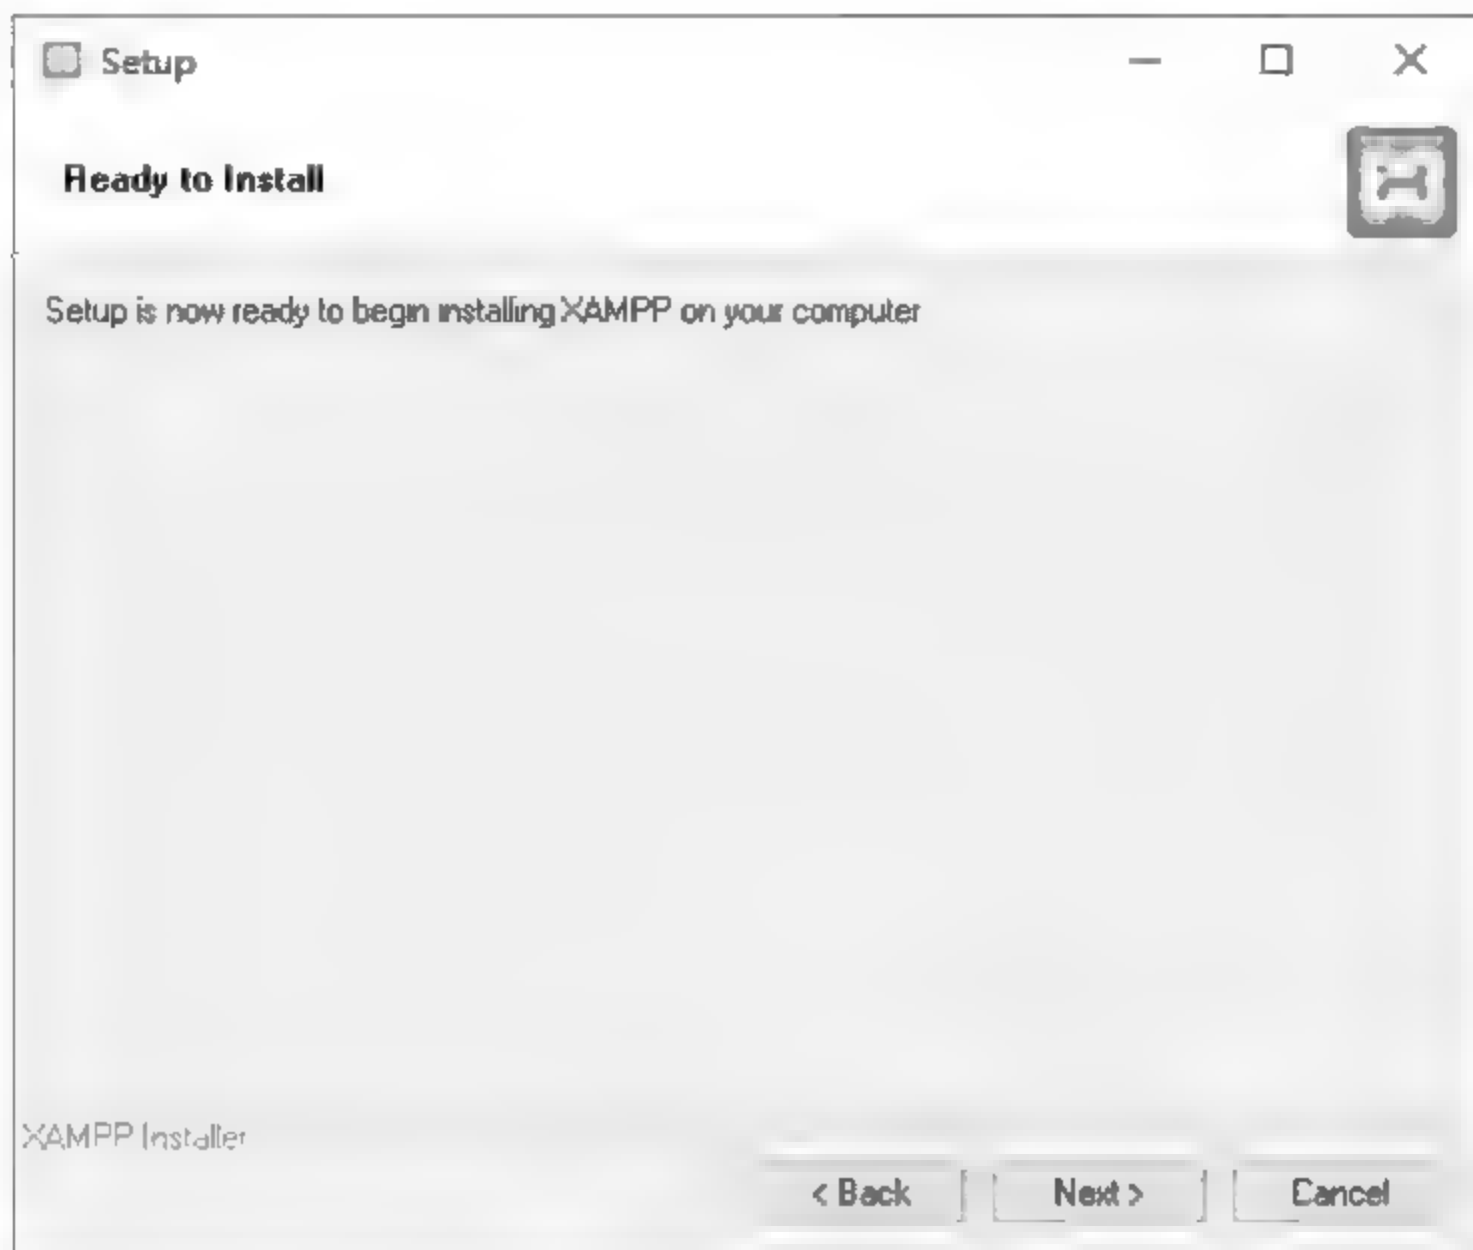 Setup
Ready to Install
Setup is now ready to begin installing XAMPP on your computer
XAMPP Installer
< Back
Next >
Cancel